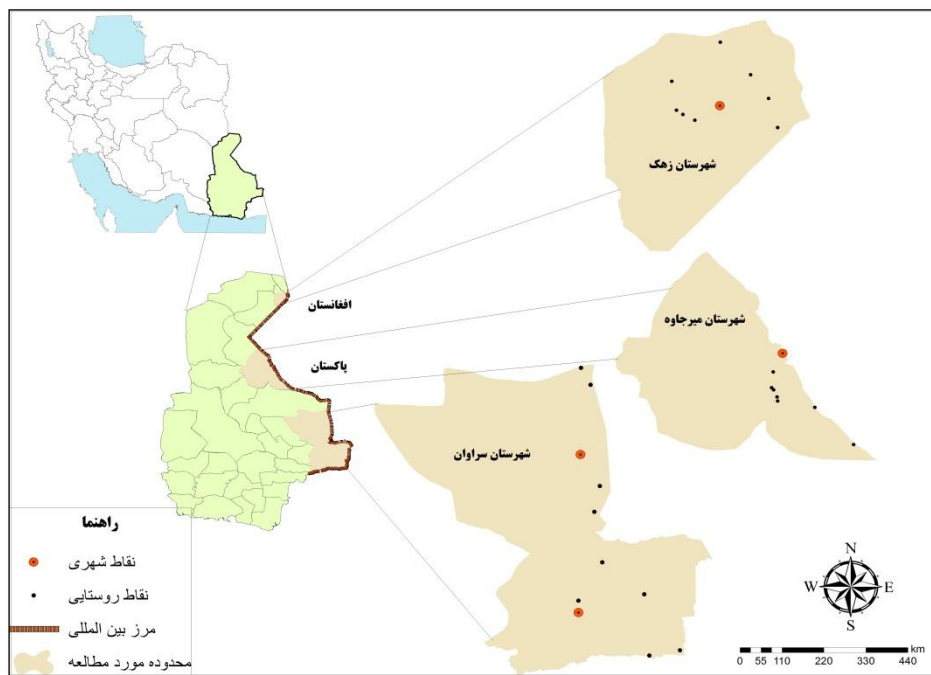 شهرستان زهک
افغانستان
شهرستان میرجاوه
پاکستان
شهرستان سراوان
راهنما
نقاط شهری
نقاط روستایی
مرز بین المللی
محدوده مورد مطالعه
N
W E
S
km
0 55 110 220 330 440